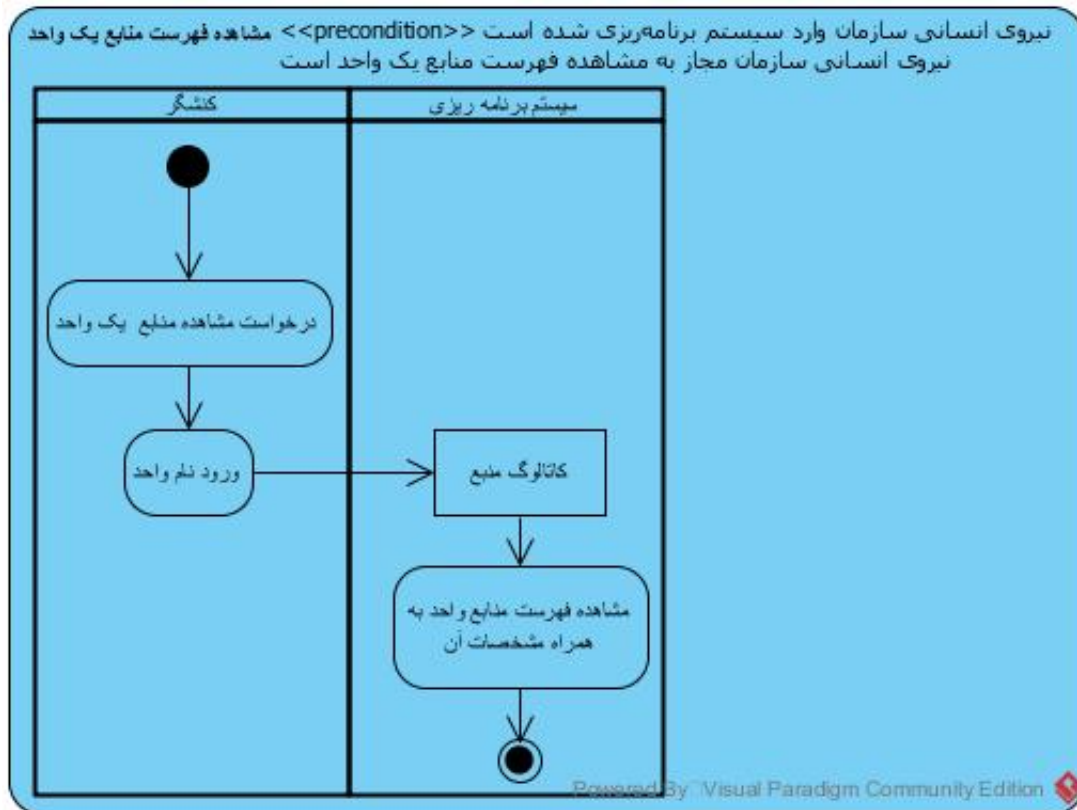 مشاهده فهرست منابع یک واحد <<precondition>> نیروی انسانی سازمان وارد سیستم برنامه‌ریزی شده است
نیروی انسانی سازمان مجاز به مشاهده فهرست منابع یک واحد است
کنشگر
سیستم برنامه ریزی
درخواست مشاهده منابع یک واحد
ورود نام واحد
کاتالوگ منبع
مشاهده فهرست منابع واحد به
همراه مشخصات آن
Powered By Visual Paradigm Community Edition